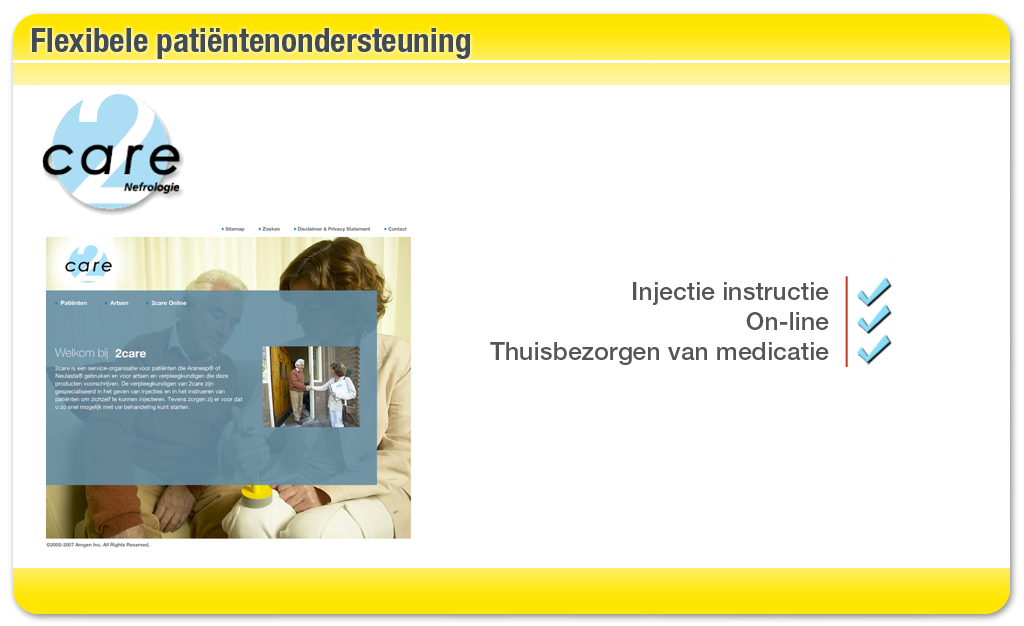 Flexibele patiëntenondersteuning
2
care
Nefrologie
Sitemap Zoeken Disclaimer & Privacy Statement Contact
2
care
Patiënten Artsen 2care Online
Welkom bij 2care
2care is een service-organisatie voor patiënten die Aranesp® of
Neulasta® gebruiken en voor artsen en verpleegkundigen die deze
producten voorschrijven. De verpleegkundigen van 2care zijn
gespecialiseerd in het geven van injecties en in het instrueren van
patiënten om zichzelf te kunnen injecteren. Tevens zorgen zij er voor dat
u zo snel mogelijk met uw behandeling kunt starten.
©2000-2007 Amgen Inc. All Rights Reserved.
Injectie instructie
On-line
Thuisbezorgen van medicatie